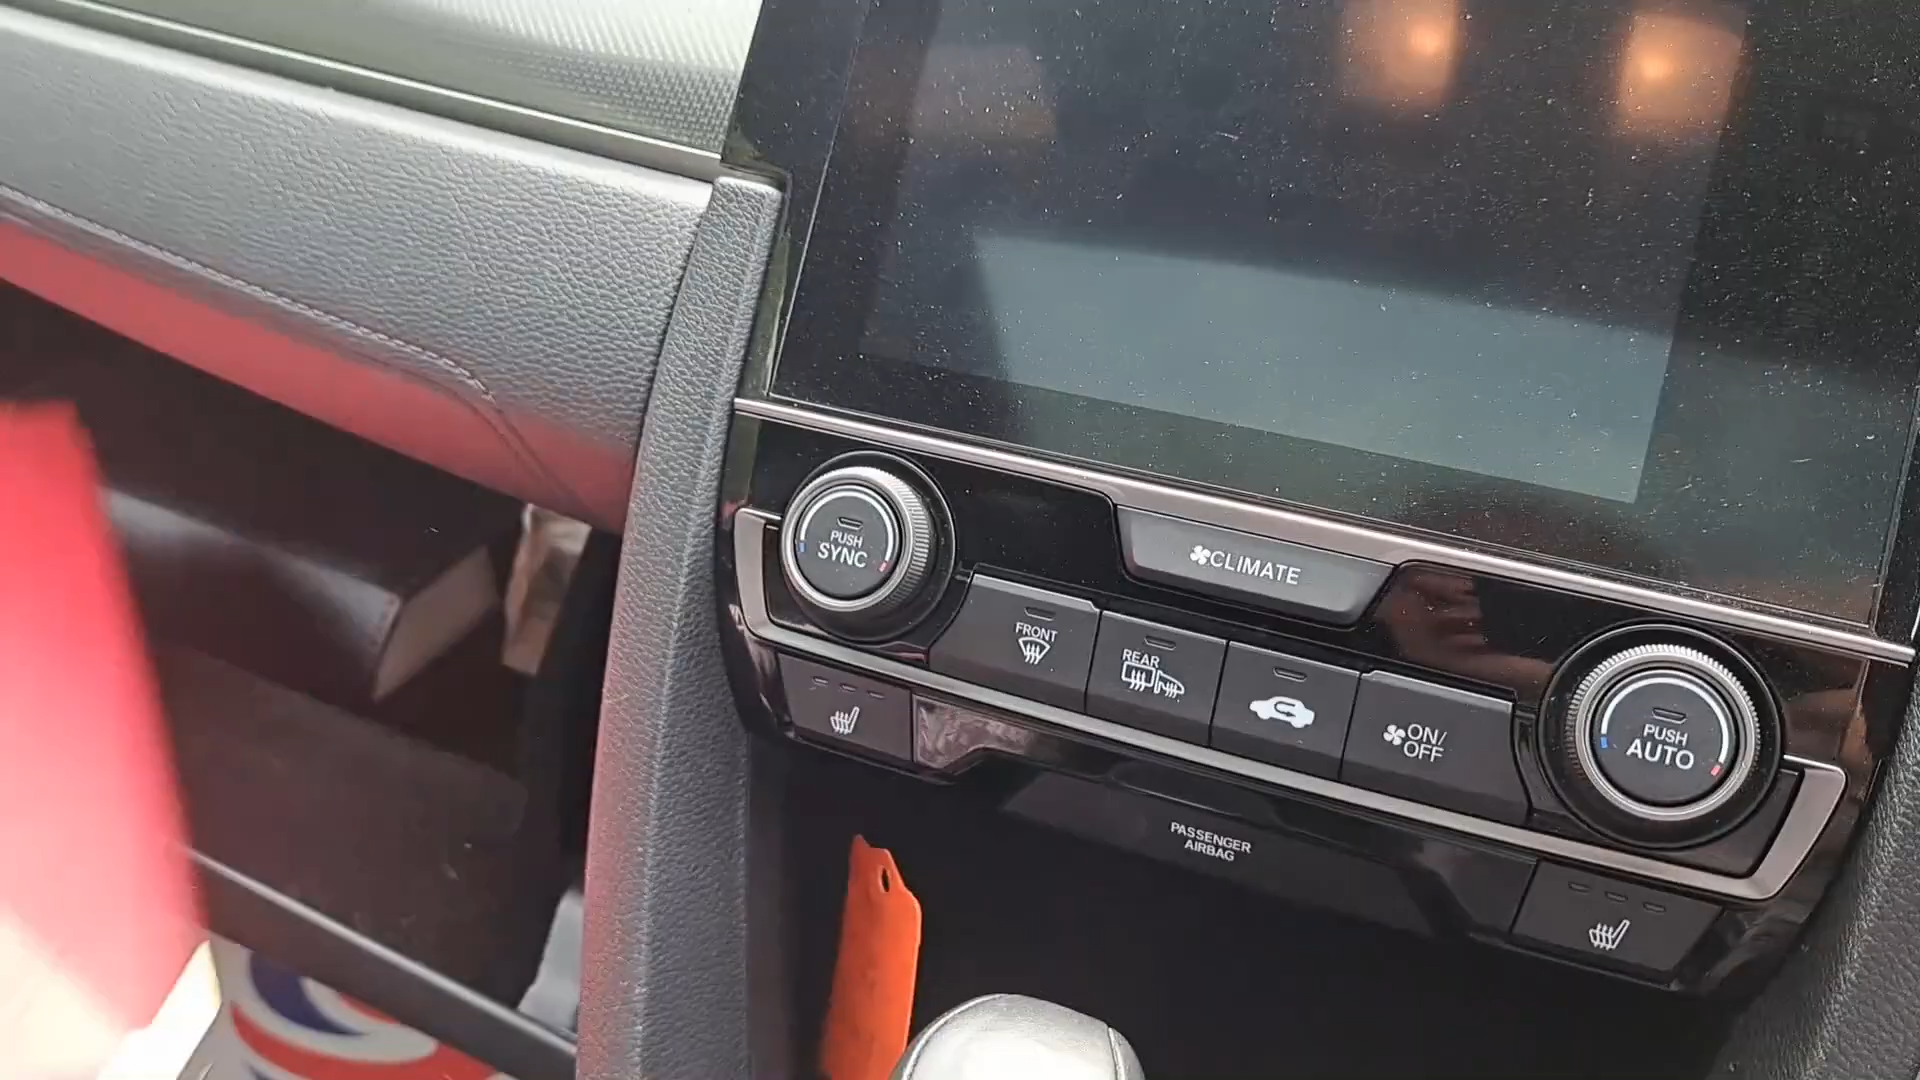 PUSH
SYNC
CLIMATE
FRONT
REAR
ON/
OFF
PUSH
AUTO
PASSENGER
AIRBAG